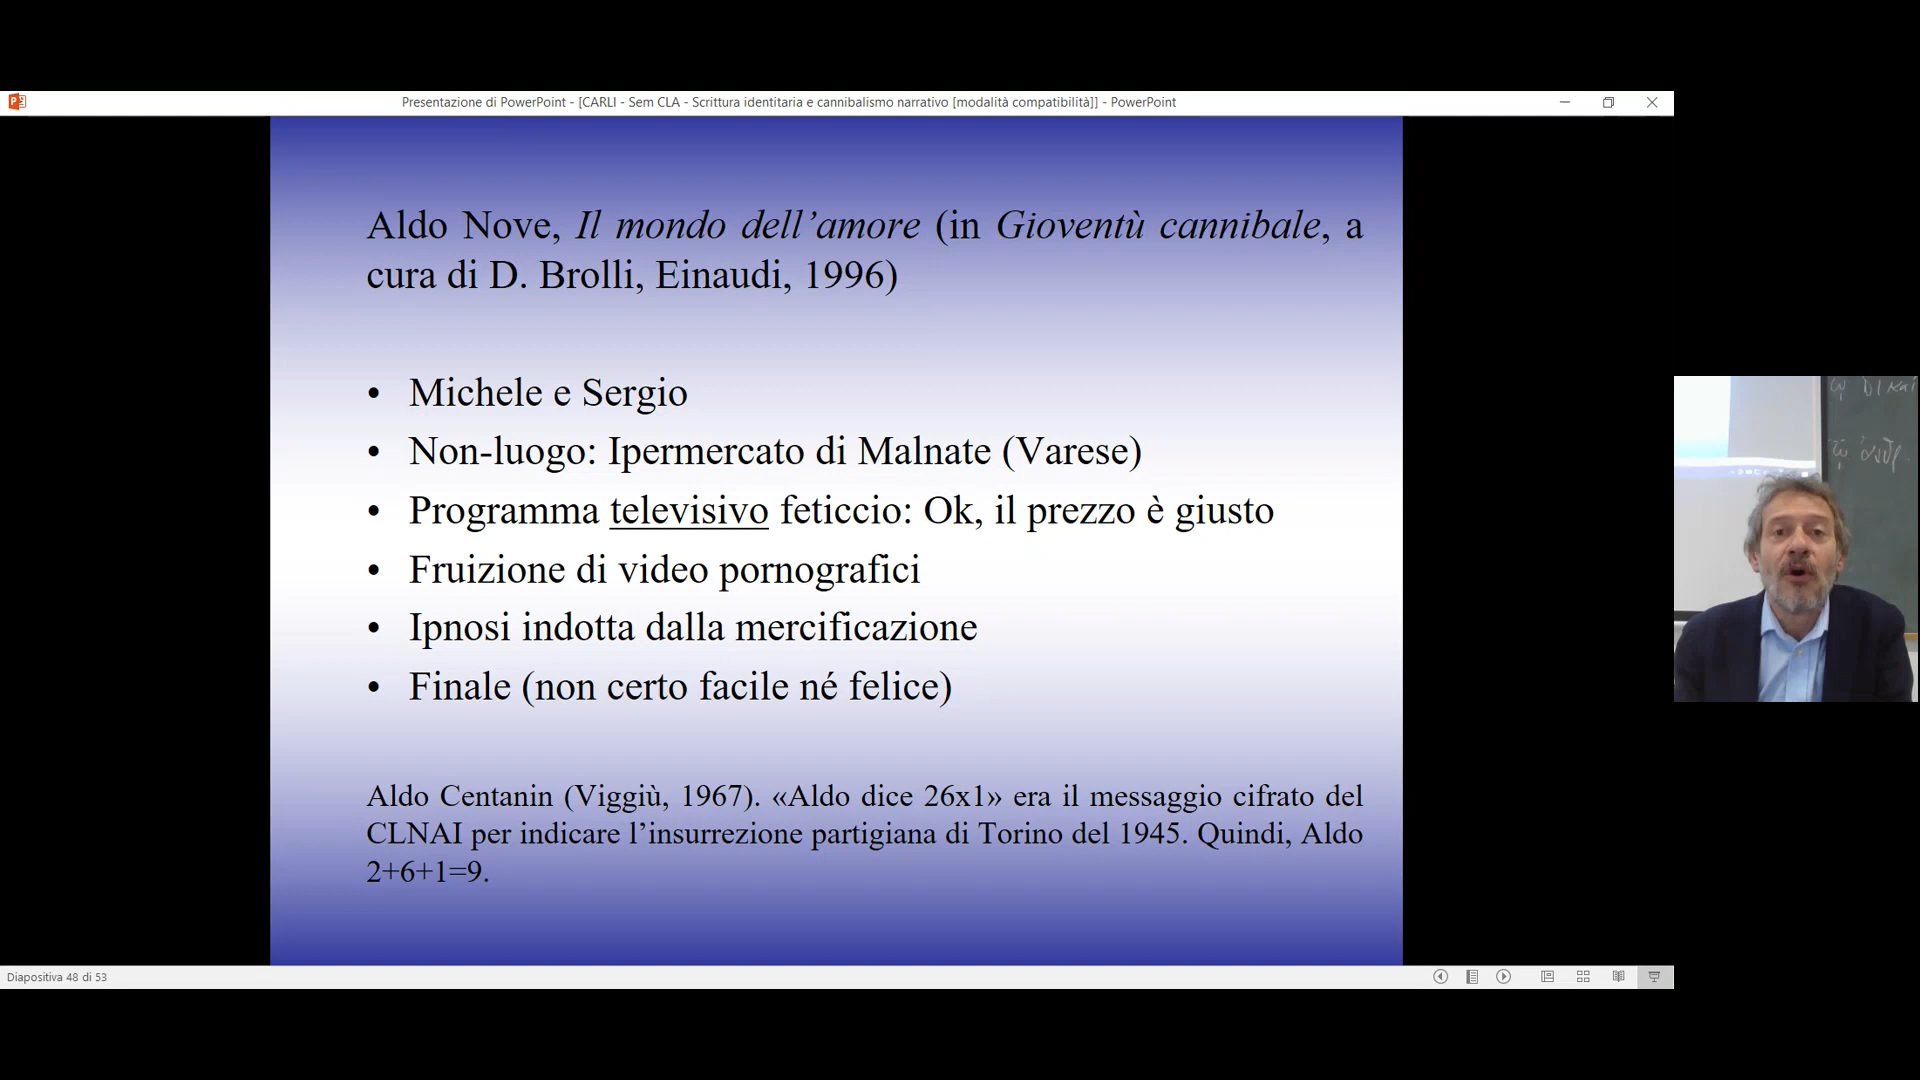 Presentazione di PowerPoint - [CARLI - Sem CLA - Scrittura identitaria e cannibalismo narrativo [modalità compatibilità]] - PowerPoint
Aldo Nove, Il mondo dell’amore (in Gioventù cannibale, a
cura di D. Brolli, Einaudi, 1996)
• Michele e Sergio
• Non-luogo: Ipermercato di Malnate (Varese)
• Programma televisivo feticcio: Ok, il prezzo è giusto
• Fruizione di video pornografici
• Ipnosi indotta dalla mercificazione
• Finale (non certo facile né felice)
Aldo Centanin (Viggiù, 1967). «Aldo dice 26x1» era il messaggio cifrato del
CLNAI per indicare l’insurrezione partigiana di Torino del 1945. Quindi, Aldo
2+6+1=9.
Diapositiva 48 di 53